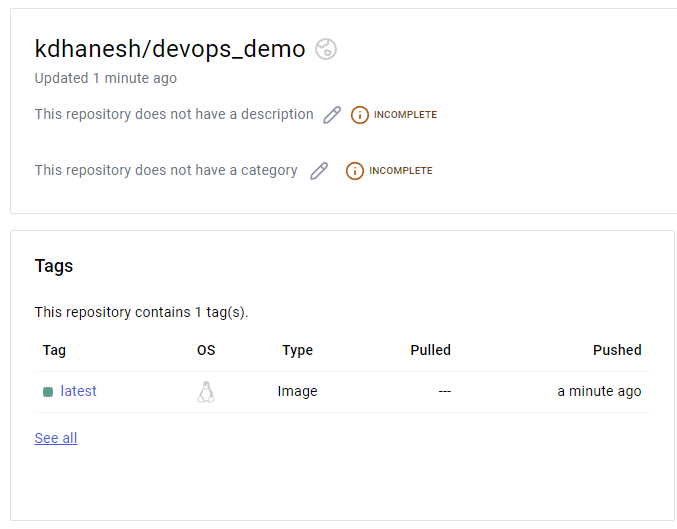 kdhanesh/devops_demo
Updated 1 minute ago
This repository does not have a description INCOMPLETE
This repository does not have a category INCOMPLETE
Tags
This repository contains 1 tag(s).
Tag OS Type Pulled Pushed
latest Image --- a minute ago
See all